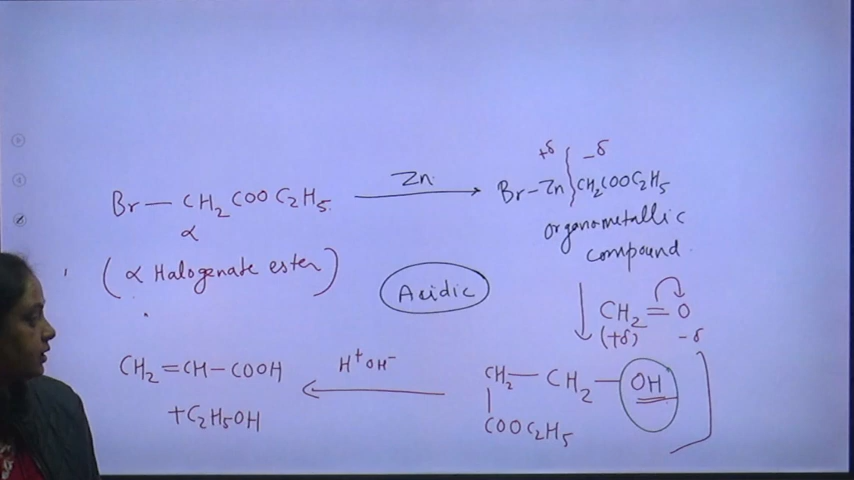 Br — CH₂COOC₂H₅ Zn Br-Zn CH₂COOC₂H₅
+δ -δ
α
organometallic
compound
(α Halogenate ester)
Acidic
CH₂=O
(+δ) -δ
CH₂=CH-COOH H⁺OH⁻ CH₂ — CH₂ — OH
+C₂H₅OH COOC₂H₅